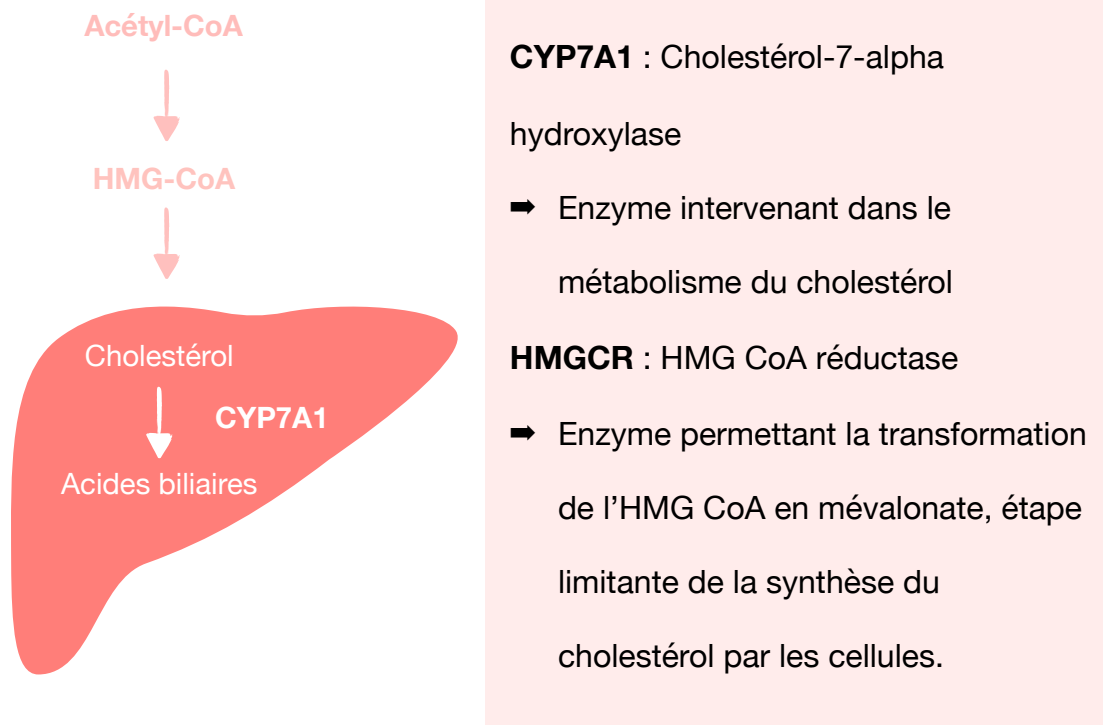 Acétyl-CoA
HMG-CoA
Cholestérol
CYP7A1
Acides biliaires
CYP7A1 : Cholestérol-7-alpha
hydroxylase
➡ Enzyme intervenant dans le
métabolisme du cholestérol
HMGCR : HMG CoA réductase
➡ Enzyme permettant la transformation
de l’HMG CoA en mévalonate, étape
limitante de la synthèse du
cholestérol par les cellules.